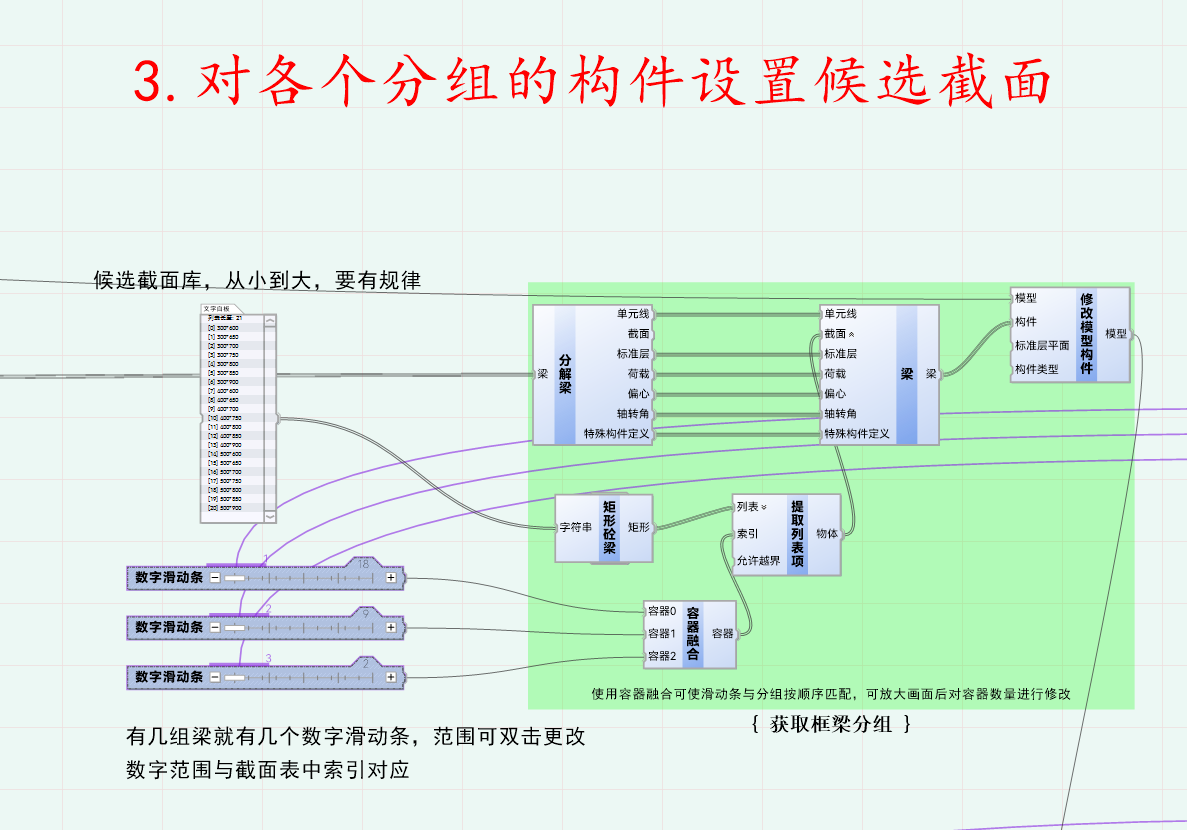 3. 对各个分组的构件设置候选截面
候选截面库，从小到大，要有规律
文字白板
列表长度: 21
[0] 300*600
[1] 300*650
[2] 300*700
[3] 300*750
[4] 300*800
[5] 300*850
[6] 300*900
[7] 400*600
[8] 400*650
[9] 400*700
[10] 400*750
[11] 400*800
[12] 400*850
[13] 400*900
[14] 500*600
[15] 500*650
[16] 500*700
[17] 500*750
[18] 500*800
[19] 500*850
[20] 500*900
梁
分解梁
单元线
截面
标准层
荷载
偏心
轴转角
特殊构件定义
单元线
截面
标准层
荷载
偏心
轴转角
特殊构件定义
梁
梁
模型
构件
标准层平面
构件类型
修改模型构件
模型
字符串
矩形砼梁
矩形
列表
索引
允许越界
提取列表项
物体
1
数字滑动条
18
2
数字滑动条
9
3
数字滑动条
2
容器0
容器1
容器2
容器融合
容器
使用容器融合可使滑动条与分组按顺序匹配，可放大画面后对容器数量进行修改
{ 获取框梁分组 }
有几组梁就有几个数字滑动条，范围可双击更改
数字范围与截面表中索引对应